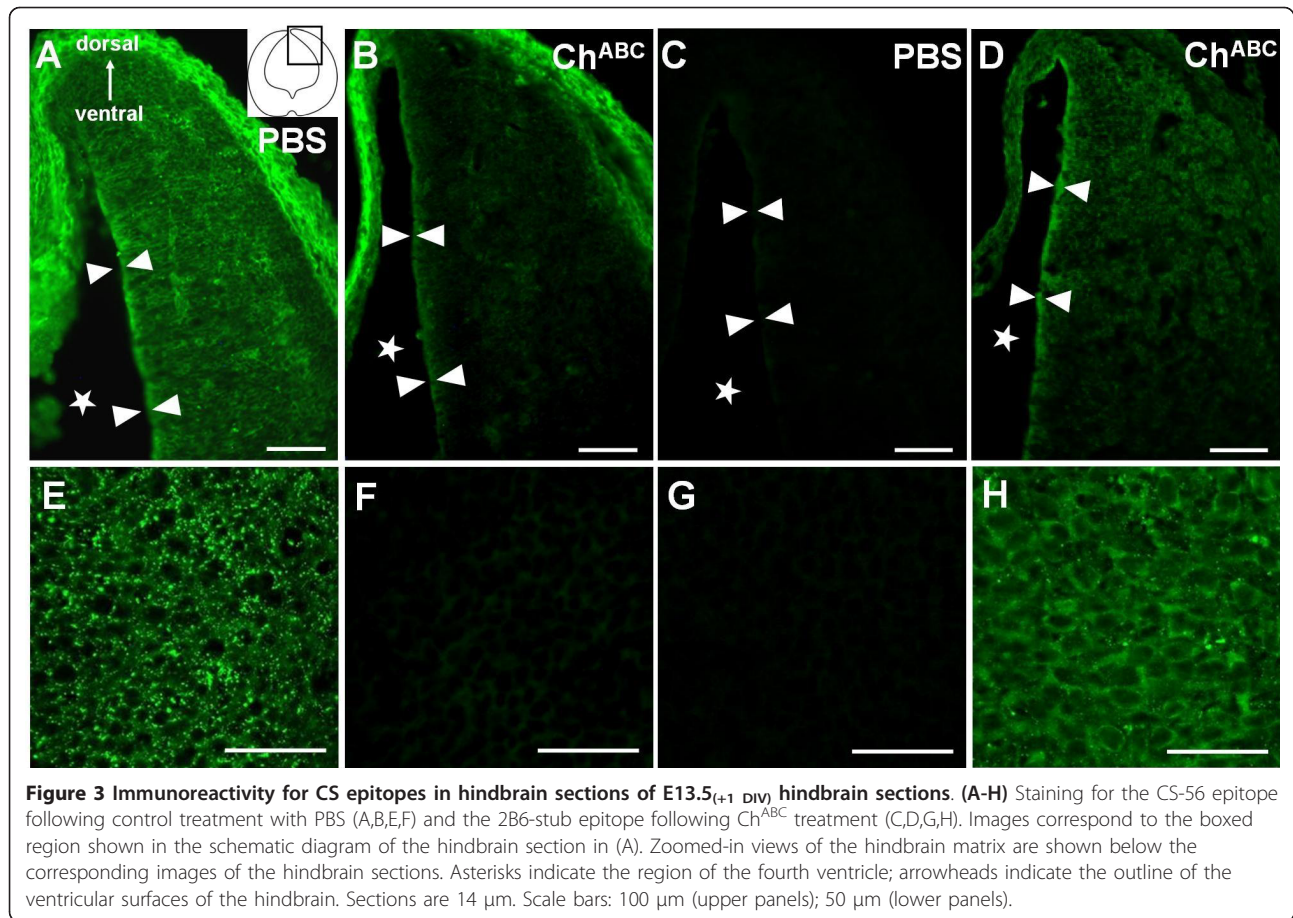 A
dorsal
ventral
PBS
B
Ch^ABC
C
PBS
D
Ch^ABC
E
F
G
H
Figure 3 Immunoreactivity for CS epitopes in hindbrain sections of E13.5(+1 DIV) hindbrain sections. (A-H) Staining for the CS-56 epitope
following control treatment with PBS (A,B,E,F) and the 2B6-stub epitope following Ch^ABC treatment (C,D,G,H). Images correspond to the boxed
region shown in the schematic diagram of the hindbrain section in (A). Zoomed-in views of the hindbrain matrix are shown below the
corresponding images of the hindbrain sections. Asterisks indicate the region of the fourth ventricle; arrowheads indicate the outline of the
ventricular surfaces of the hindbrain. Sections are 14 μm. Scale bars: 100 μm (upper panels); 50 μm (lower panels).